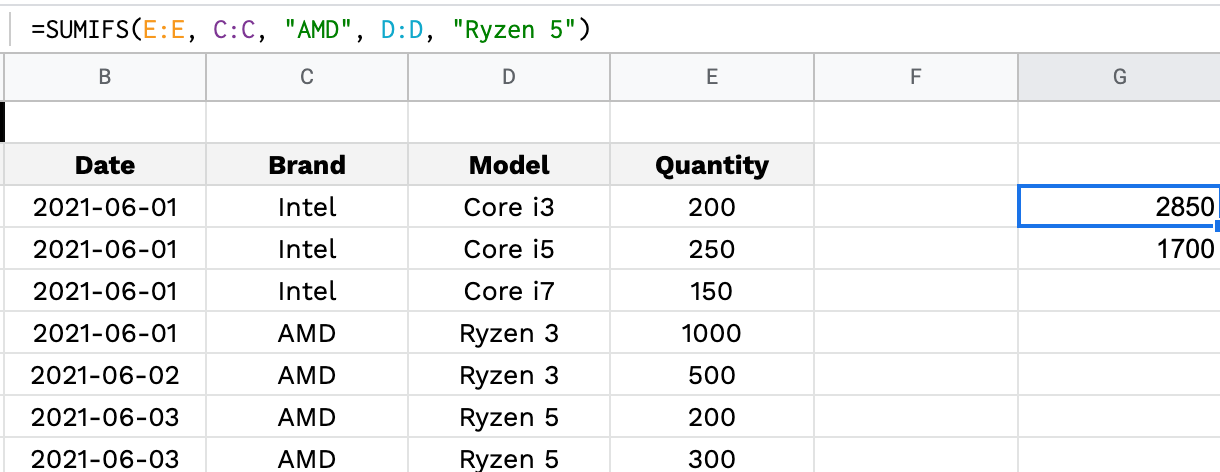 =SUMIFS(E:E, C:C, "AMD", D:D, "Ryzen 5")
B C D E F G
Date Brand Model Quantity
2021-06-01 Intel Core i3 200 2850
2021-06-01 Intel Core i5 250 1700
2021-06-01 Intel Core i7 150
2021-06-01 AMD Ryzen 3 1000
2021-06-02 AMD Ryzen 3 500
2021-06-03 AMD Ryzen 5 200
2021-06-03 AMD Ryzen 5 300